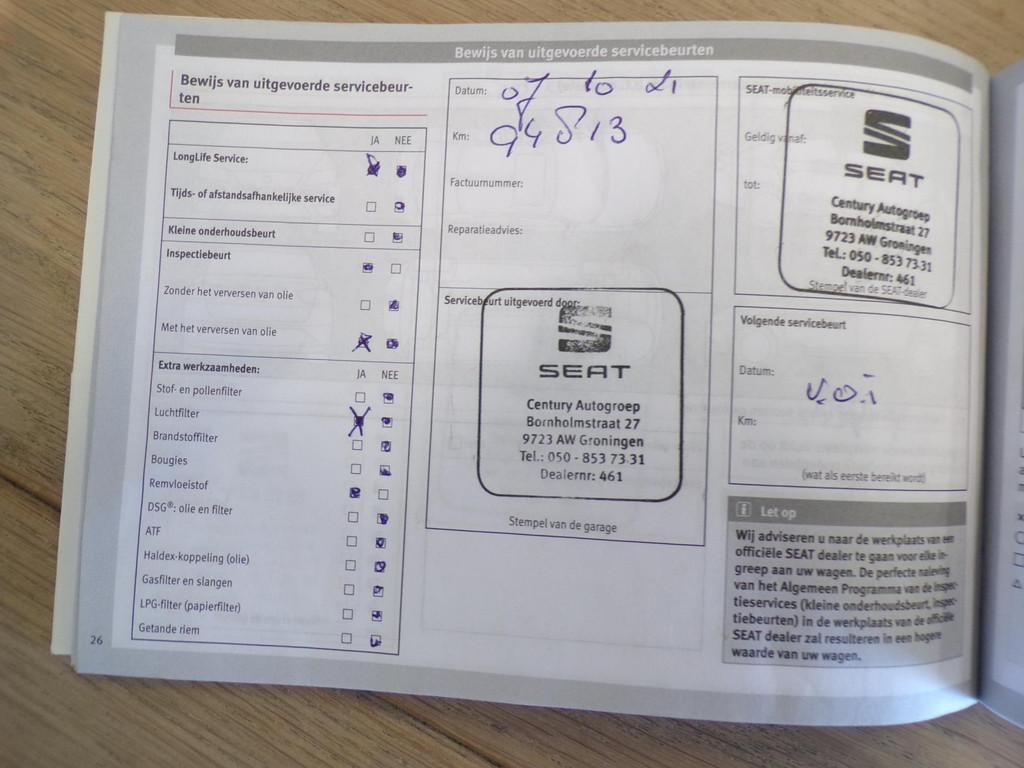 Bewijs van uitgevoerde servicebeurten
Bewijs van uitgevoerde servicebeur-
ten
JA NEE
LongLife Service:
Tijds- of afstandsafhankelijke service
Kleine onderhoudsbeurt
Inspectiebeurt
Zonder het verversen van olie
Met het verversen van olie
Extra werkzaamheden: JA NEE
Stof- en pollenfilter
Luchtfilter
Brandstoffilter
Bougies
Remvloeistof
DSG®: olie en filter
ATF
Haldex-koppeling (olie)
Gasfilter en slangen
LPG-filter (papierfilter)
Getande riem
26
Datum: 07 10 21
Km: 94813
Factuurnummer:
Reparatieadvies:
Servicebeurt uitgevoerd door:
SEAT
Century Autogroep
Bornholmstraat 27
9723 AW Groningen
Tel.: 050 - 853 73.31
Dealernr: 461
Stempel van de garage
SEAT-mobiliteitsservice
Geldig vanaf:
tot:
SEAT
Century Autogroep
Bornholmstraat 27
9723 AW Groningen
Tel.: 050 - 853 73.31
Dealernr: 461
Stempel van de SEAT-dealer
Volgende servicebeurt
Datum:
Km:
(wat als eerste bereikt wordt)
i Let op
Wij adviseren u naar de werkplaats van een
officiële SEAT dealer te gaan voor elke in-
greep aan uw wagen. De perfecte naleving
van het Algemeen Programma van de Inspec-
tieservices (kleine onderhoudsbeurt, inspec-
tiebeurten) in de werkplaats van de officiële
SEAT dealer zal resulteren in een hogere
waarde van uw wagen.